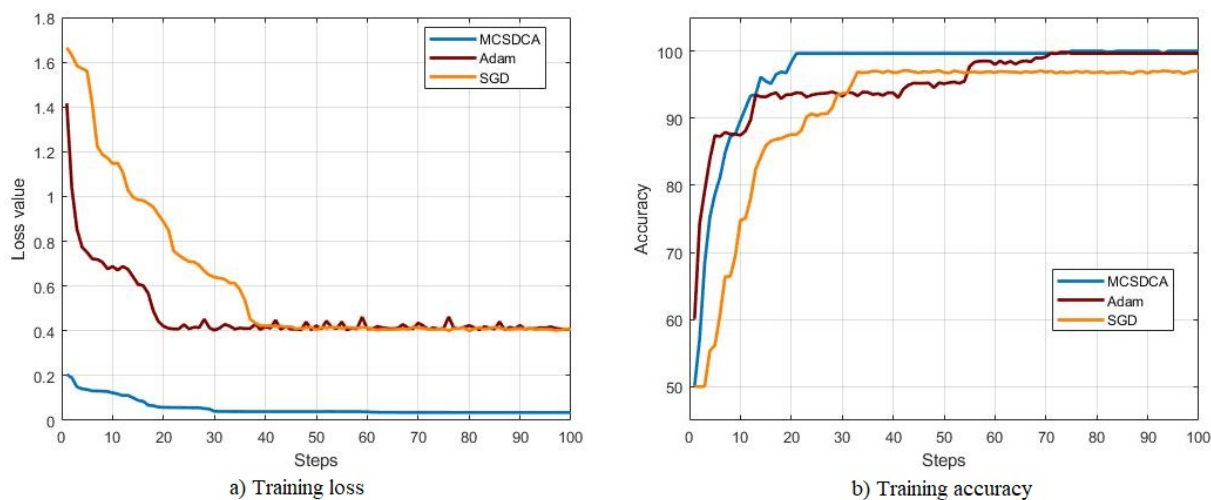 1.8
1.6
1.4
1.2
1
0.8
0.6
0.4
0.2
0
Loss value
MCSDCA
Adam
SGD
0 10 20 30 40 50 60 70 80 90 100
Steps
a) Training loss
100
90
80
70
60
50
Accuracy
MCSDCA
Adam
SGD
0 10 20 30 40 50 60 70 80 90 100
Steps
b) Training accuracy